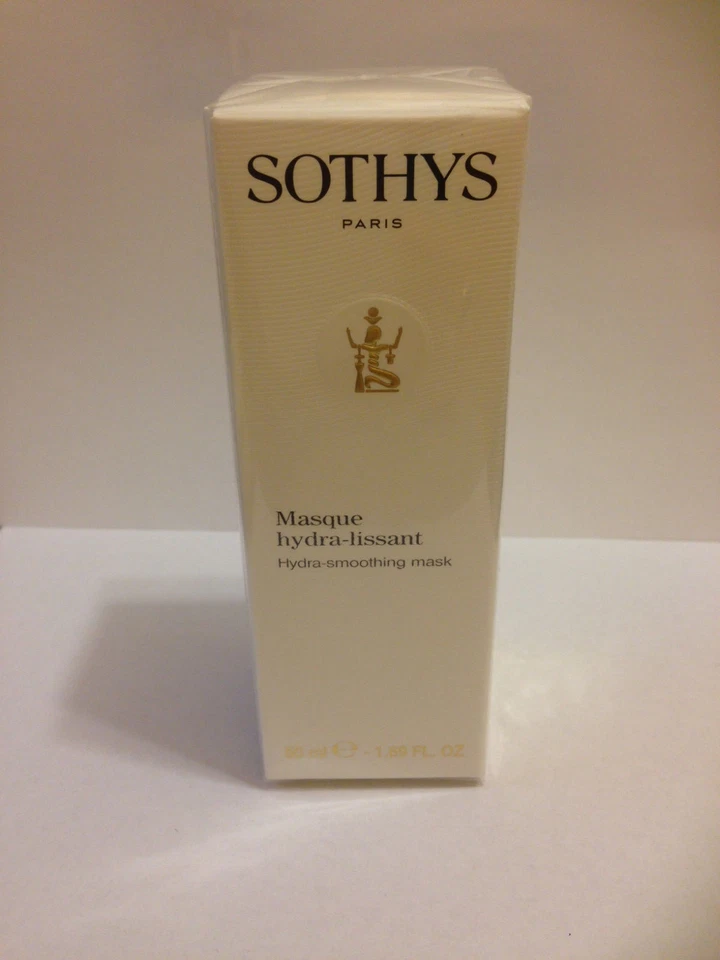 SOTHYS
PARIS
Masque
hydra-lissant
Hydra-smoothing mask
50 ml ℮ - 1.69 FL. OZ